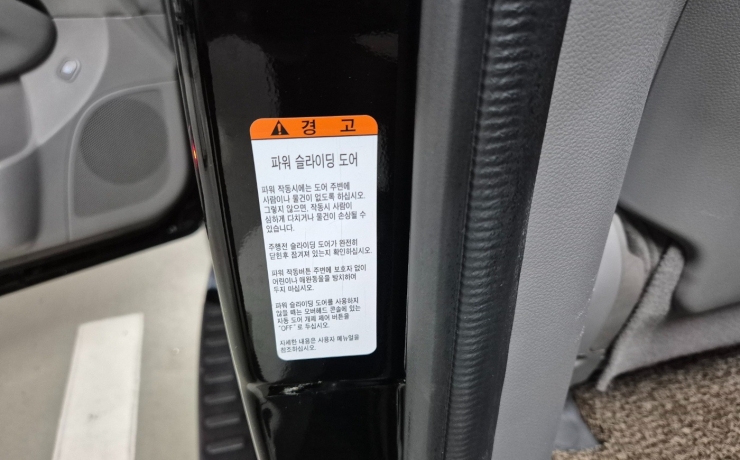 경 고
파워 슬라이딩 도어
파워 작동시에는 도어 주변에
사람이나 물건이 없도록 하십시오.
그렇지 않으면, 작동시 사람이
심하게 다치거나 물건이 손상될 수
있습니다.
주행전 슬라이딩 도어가 완전히
닫힌후 잠겨져 있는지 확인하십시오.
파워 작동버튼 주변에 보호자 없이
어린이나 애완동물을 방치하여
두지 마십시오.
파워 슬라이딩 도어를 사용하지
않을 때는 오버헤드 콘솔에 있는
자동 도어 개폐 제어 버튼을
"OFF"로 두십시오.
자세한 내용은 사용자 매뉴얼을
참조하십시오.